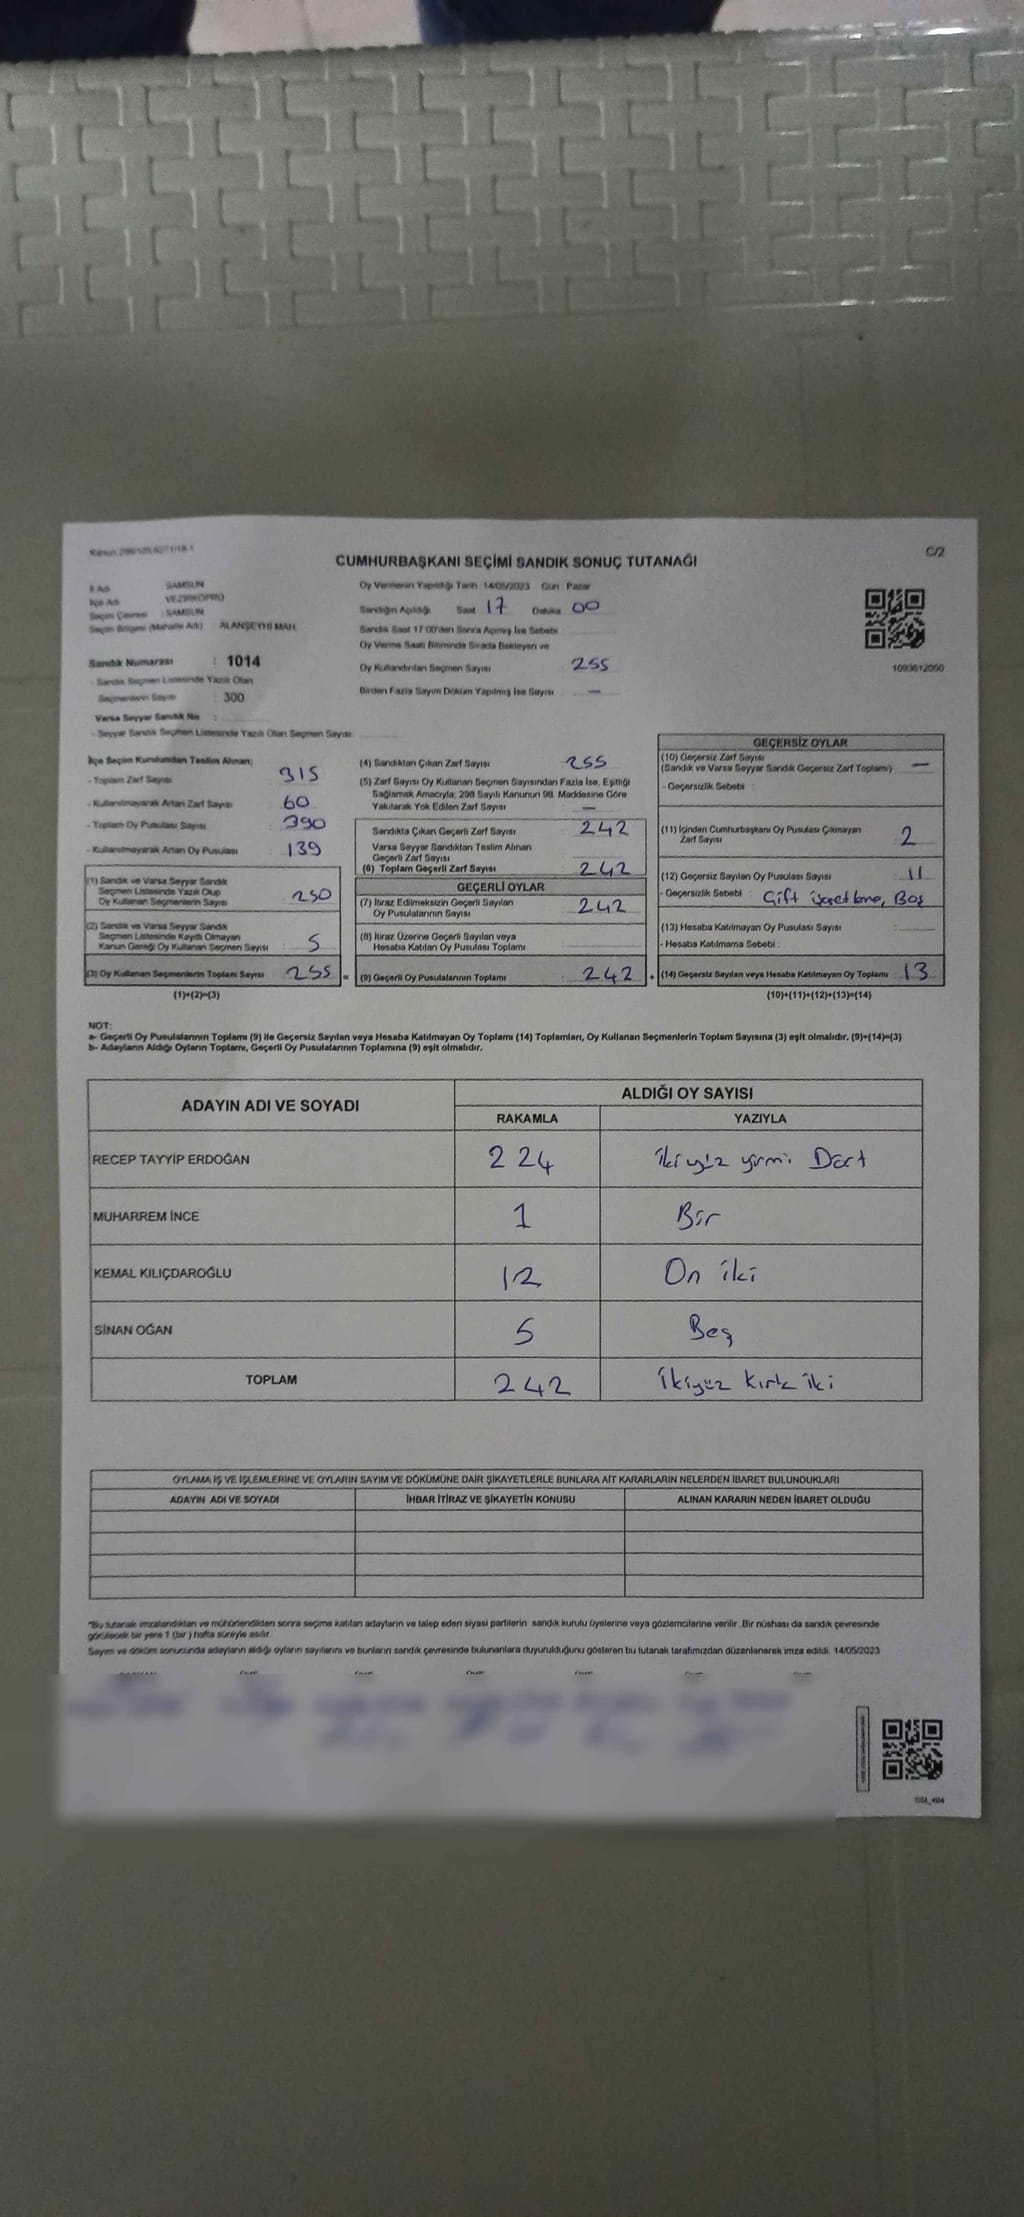 C/2
CUMHURBAŞKANI SEÇİMİ SANDIK SONUÇ TUTANAĞI
İl Adı : SAMSUN
İlçe Adı VEZİRKÖPRÜ
Seçim Çevresi : SAMSUN
Seçim Bölgesi (Mahalle Adı) ALANŞEYHİ MAH.
Sandık Numarası : 1014
- Sandık Seçmen Listesinde Yazılı Olan
Seçmenlerin Sayısı : 300
Varsa Seyyar Sandık No :
- Seyyar Sandık Seçmen Listesinde Yazılı Olan Seçmen Sayısı
Oy Vermenin Yapıldığı Tarih 14/05/2023 Gün Pazar
Sandığın Açıldığı Saat 17 Dakika 00
Sandık Saat 17:00'den Sonra Açımış İse Sebebi
Oy Verme Saati Bitiminde Sırada Bekleyen ve
Oy Kullandırılan Seçmen Sayısı 255
Birden Fazla Sayım Döküm Yapılmış İse Sayısı —
1093612050
İlçe Seçim Kurulundan Teslim Alınan;
- Toplam Zarf Sayısı 315
- Kullanılmayarak Artan Zarf Sayısı 60
- Toplam Oy Pusulası Sayısı 390
- Kullanılmayarak Artan Oy Pusulası 139
(1) Sandık ve Varsa Seyyar Sandık
Seçmen Listesinde Yazılı Olup
Oy Kullanan Seçmenlerin Sayısı 250
(2) Sandık ve Varsa Seyyar Sandık
Seçmen Listesinde Kayıtlı Olmayan
Kanun Gereği Oy Kullanan Seçmen Sayısı 5
(3) Oy Kullanan Seçmenlerin Toplam Sayısı 255 =
(1)+(2)=(3)
(4) Sandıktan Çıkan Zarf Sayısı 255
(5) Zarf Sayısı Oy Kullanan Seçmen Sayısından Fazla İse, Eşitliği
Sağlamak Amacıyla; 298 Sayılı Kanunun 98. Maddesine Göre
Yakılarak Yok Edilen Zarf Sayısı —
Sandıkta Çıkan Geçerli Zarf Sayısı 242
Varsa Seyyar Sandıktan Teslim Alınan
Geçerli Zarf Sayısı
(6) Toplam Geçerli Zarf Sayısı 242
GEÇERLİ OYLAR
(7) İtiraz Edilmeksizin Geçerli Sayılan
Oy Pusulalarının Sayısı 242
(8) İtiraz Üzerine Geçerli Sayılan veya
Hesaba Katılan Oy Pusulası Toplamı
(9) Geçerli Oy Pusulalarının Toplamı 242 +
GEÇERSİZ OYLAR
(10) Geçersiz Zarf Sayısı
(Sandık ve Varsa Seyyar Sandık Geçersiz Zarf Toplamı) —
- Geçersizlik Sebebi :
(11) İçinden Cumhurbaşkanı Oy Pusulası Çıkmayan
Zarf Sayısı 2
(12) Geçersiz Sayılan Oy Pusulası Sayısı 11
- Geçersizlik Sebebi :
(13) Hesaba Katılmayan Oy Pusulası Sayısı
- Hesaba Katılmama Sebebi :
(14) Geçersiz Sayılan veya Hesaba Katılmayan Oy Toplamı 13
(10)+(11)+(12)+(13)=(14)
NOT:
a- Geçerli Oy Pusulalarının Toplamı (9) ile Geçersiz Sayılan veya Hesaba Katılmayan Oy Toplamı (14) Toplamları, Oy Kullanan Seçmenlerin Toplam Sayısına (3) eşit olmalıdır. (9)+(14)=(3)
b- Adayların Aldığı Oyların Toplamı, Geçerli Oy Pusulalarının Toplamına (9) eşit olmalıdır.
ADAYIN ADI VE SOYADI ALDIĞI OY SAYISI
RAKAMLA YAZIYLA
RECEP TAYYİP ERDOĞAN 224 ikiyüz yirmi Dört
MUHARREM İNCE 1 Bir
KEMAL KILIÇDAROĞLU 12 On iki
SİNAN OĞAN 5 Beş
TOPLAM 242 ikiyüz Kırk iki
OYLAMA İŞ VE İŞLEMLERİNE VE OYLARIN SAYIM VE DÖKÜMÜNE DAİR ŞİKAYETLERLE BUNLARA AİT KARARLARIN NELERDEN İBARET BULUNDUKLARI
ADAYIN ADI VE SOYADI İHBAR İTİRAZ VE ŞİKAYETİN KONUSU ALINAN KARARIN NEDEN İBARET OLDUĞU
*Bu tutanak imzalandıktan ve mühürlendikten sonra seçime katılan adayların ve talep eden siyasi partilerin sandık kurulu üyelerine veya gözlemcilerine verilir. Bir nüshası da sandık çevresinde
görülecek bir yere 1 (bir ) hafta süreyle asılır.
Sayım ve döküm sonucunda adayların aldığı oyların sayılarını ve bunların sandık çevresinde bulunanlara duyurulduğunu gösteren bu tutanak tarafımızdan düzenlenerek imza edildi. 14/05/2023